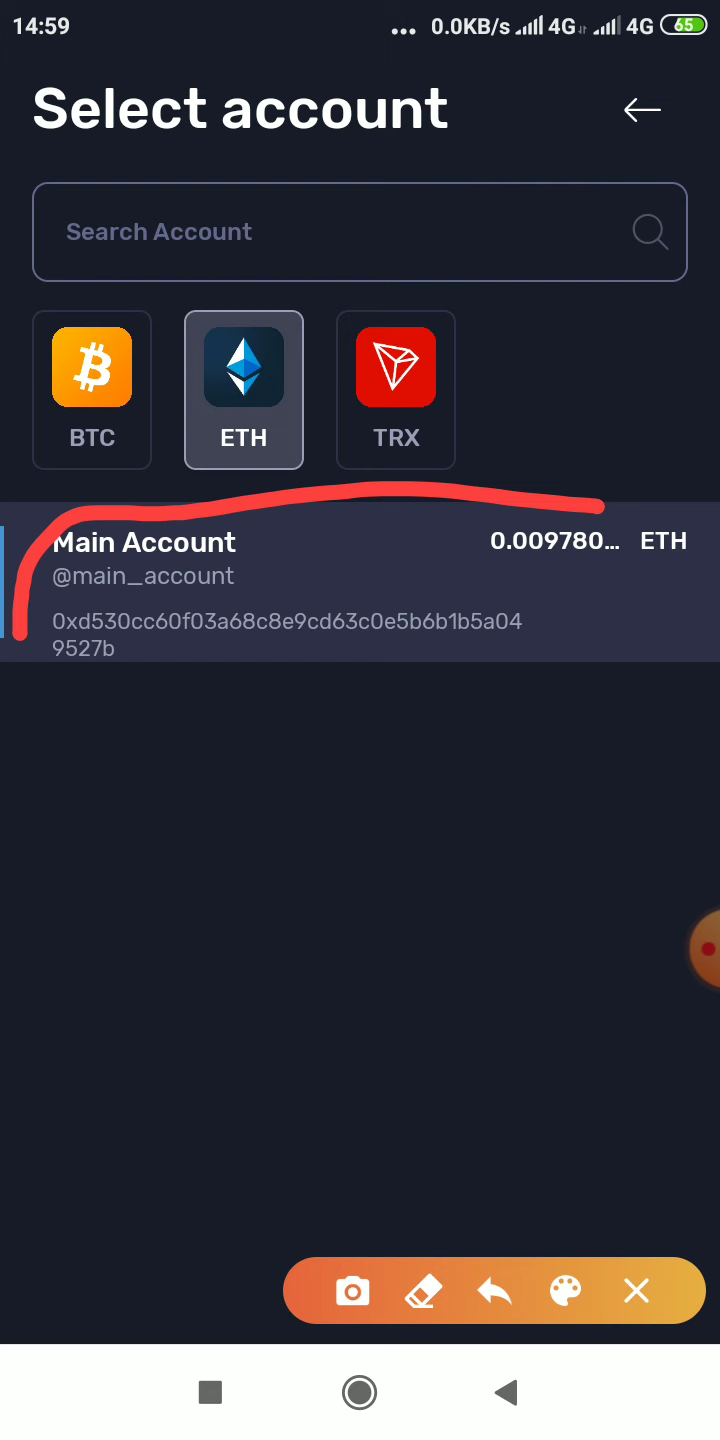 14:59 ... 0.0KB/s 4G 4G 65
Select account
Search Account
BTC ETH TRX
Main Account 0.009780... ETH
@main_account
0xd530cc60f03a68c8e9cd63c0e5b6b1b5a04
9527b